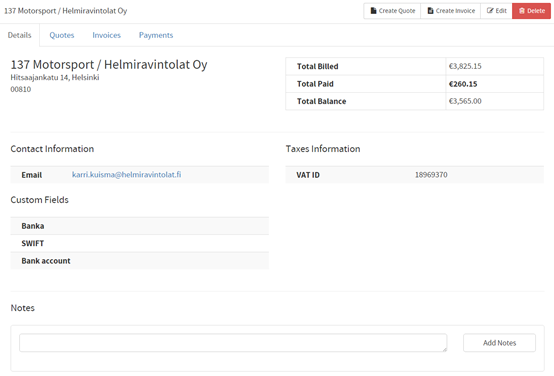 137 Motorsport / Helmiravintolat Oy
Create Quote
Create Invoice
Edit
Delete
Details
Quotes
Invoices
Payments
137 Motorsport / Helmiravintolat Oy
Hitsaajankatu 14, Helsinki
00810
Total Billed €3,825.15
Total Paid €260.15
Total Balance €3,565.00
Contact Information
Email karri.kuisma@helmiravintolat.fi
Taxes Information
VAT ID 18969370
Custom Fields
Banka
SWIFT
Bank account
Notes
Add Notes